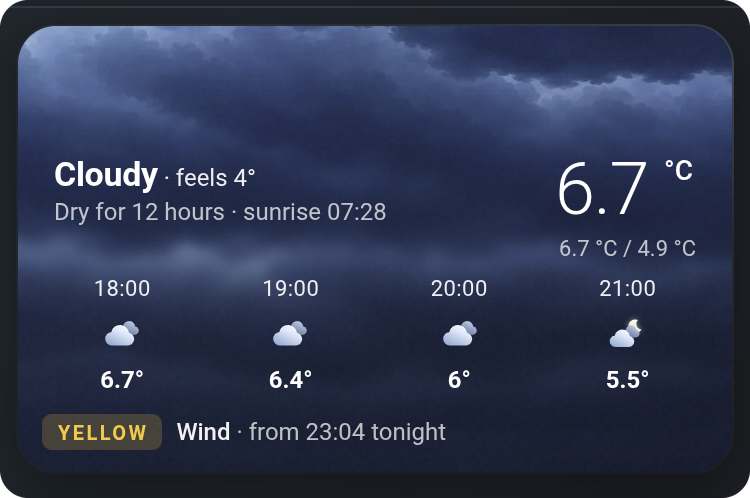 Cloudy · feels 4°
6.7 °C
Dry for 12 hours · sunrise 07:28
6.7 °C / 4.9 °C
18:00 19:00 20:00 21:00
6.7° 6.4° 6° 5.5°
YELLOW Wind · from 23:04 tonight